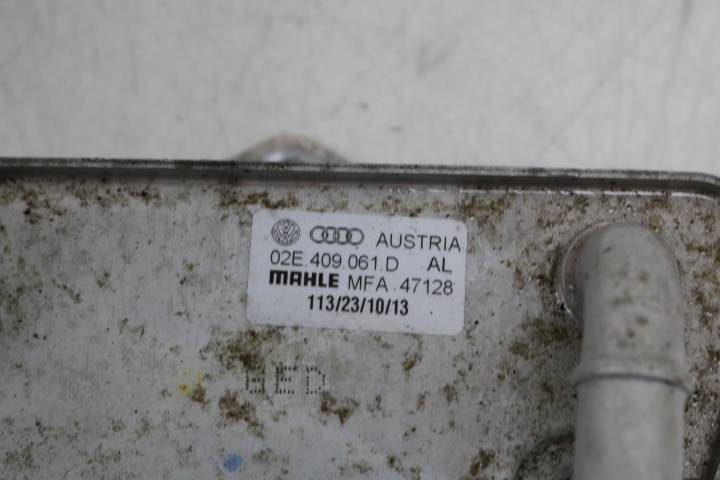 AUSTRIA
02E.409.061.D AL
MAHLE MFA 47128
113/23/10/13